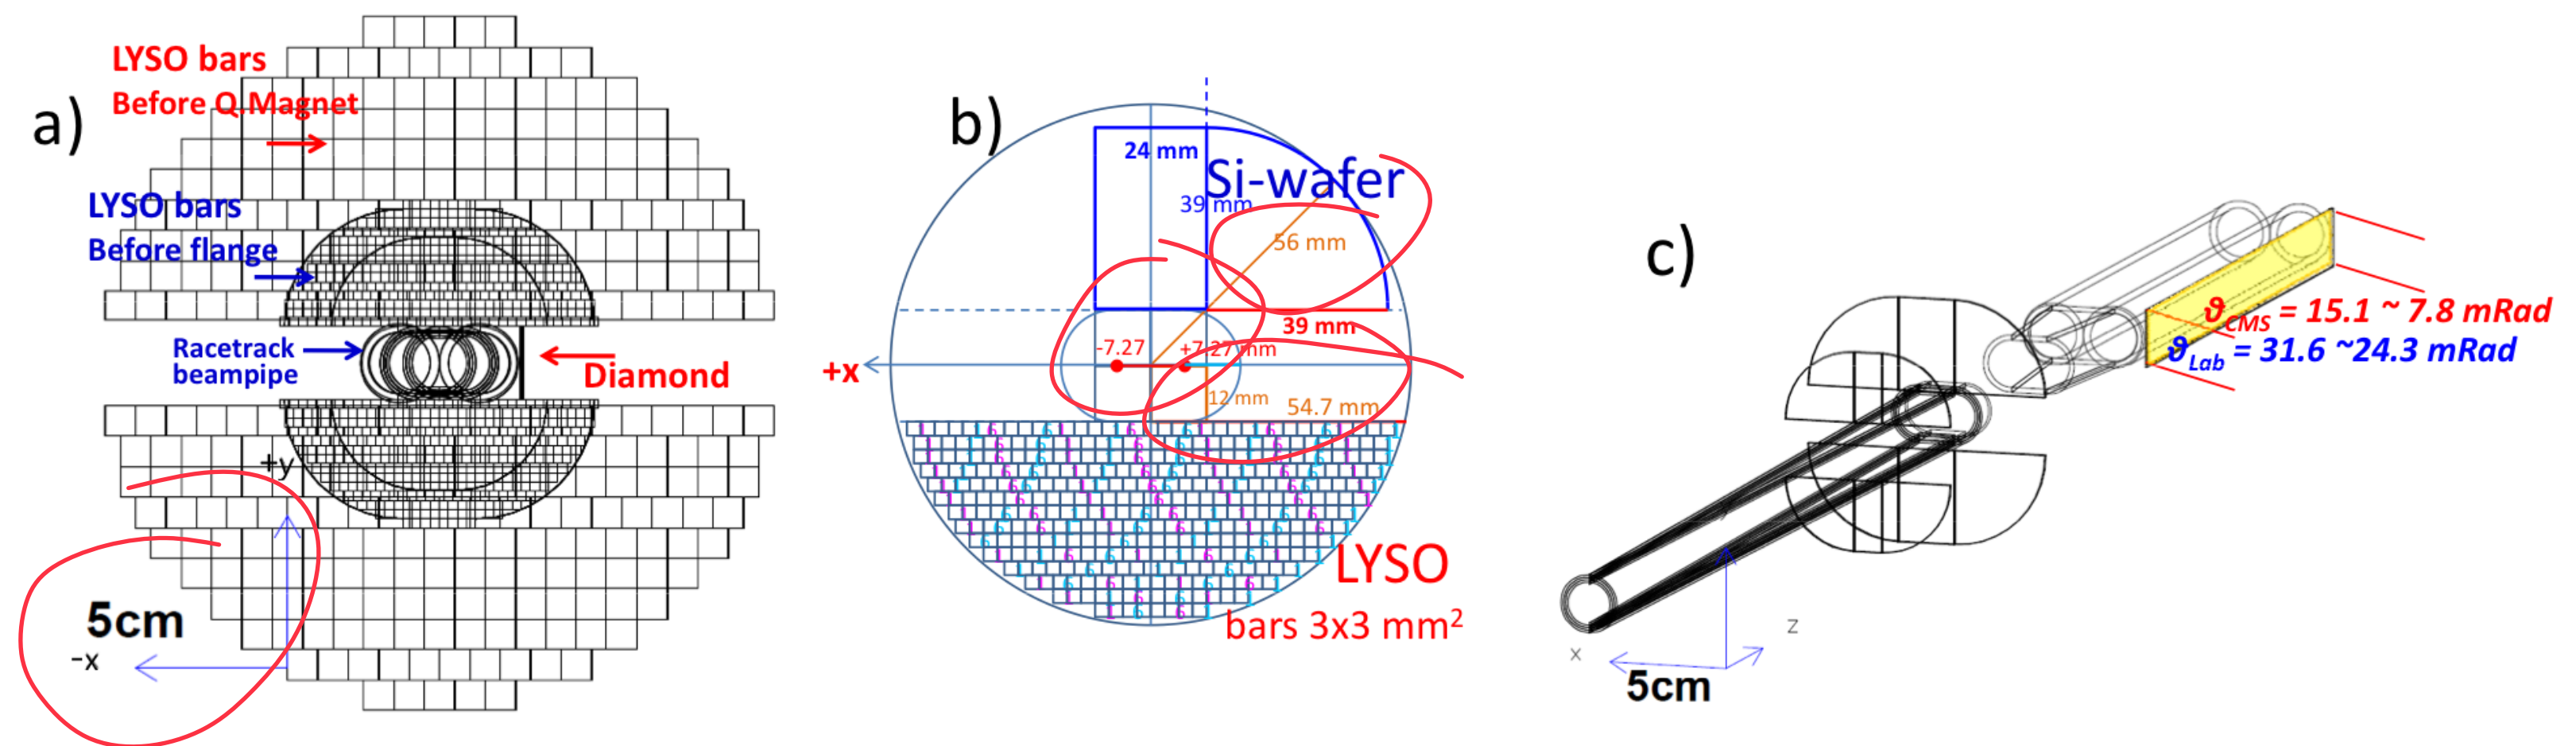 a)
LYSO bars
Before Q.Magnet
LYSO bars
Before flange
Racetrack
beampipe
Diamond
+y
5cm
-x
b)
24 mm
Si-wafer
39 mm
56 mm
39 mm
-7.27
+7.27 mm
+x
12 mm
54.7 mm
LYSO
bars 3x3 mm²
c)
ϑCMS = 15.1 ~ 7.8 mRad
ϑLab = 31.6 ~24.3 mRad
x
z
5cm